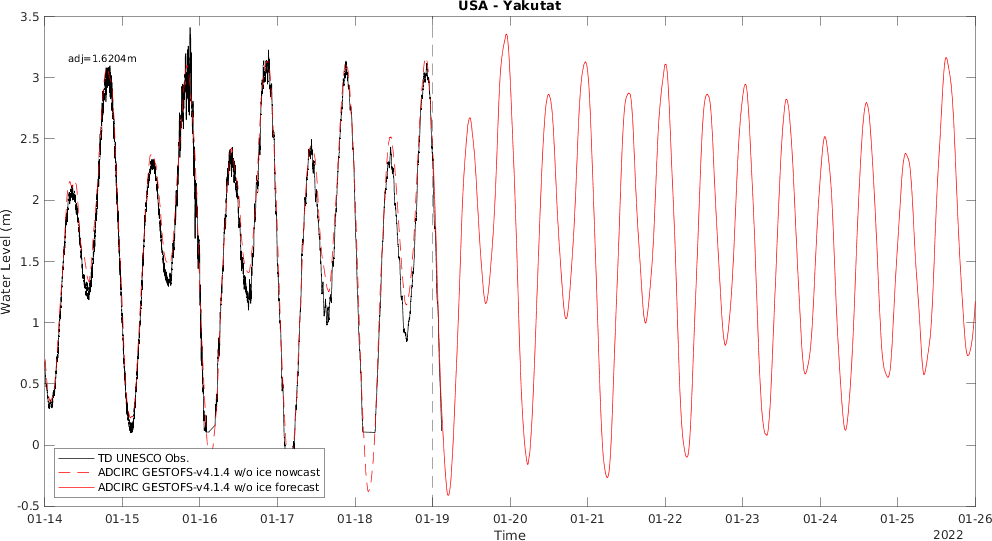 USA - Yakutat
adj=1.6204m
3.5
3
2.5
2
1.5
1
0.5
0
-0.5
Water Level (m)
TD UNESCO Obs.
ADCIRC GESTOFS-v4.1.4 w/o ice nowcast
ADCIRC GESTOFS-v4.1.4 w/o ice forecast
01-14 01-15 01-16 01-17 01-18 01-19 01-20 01-21 01-22 01-23 01-24 01-25 01-26
Time
2022